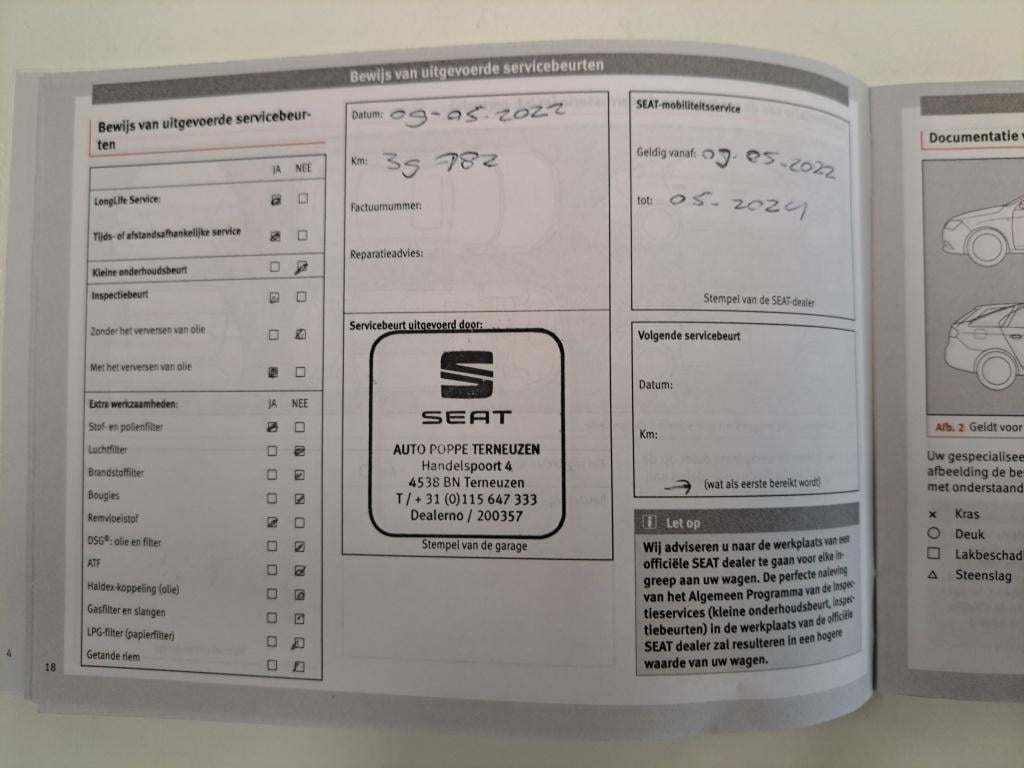 Bewijs van uitgevoerde servicebeurten
Bewijs van uitgevoerde servicebeur-
ten
JA NEE
LongLife Service:
Tijds- of afstandsafhankelijke service
Kleine onderhoudsbeurt
Inspectiebeurt
Zonder het verversen van olie
Met het verversen van olie
Extra werkzaamheden: JA NEE
Stof- en pollenfilter
Luchtfilter
Brandstoffilter
Bougies
Remvloeistof
DSG®: olie en filter
ATF
Haldex-koppeling (olie)
Gasfilter en slangen
LPG-filter (papierfilter)
Getande riem
4
18
Datum: 09-05-2022
Km: 39 782
Factuurnummer:
Reparatieadvies:
Servicebeurt uitgevoerd door:
SEAT
AUTO POPPE TERNEUZEN
Handelspoort 4
4538 BN Terneuzen
T / + 31 (0)115 647 333
Dealerno / 200357
Stempel van de garage
SEAT-mobiliteitsservice
Geldig vanaf: 09-05-2022
tot: 05-2024
Stempel van de SEAT-dealer
Volgende servicebeurt
Datum:
Km:
(wat als eerste bereikt wordt)
i Let op
Wij adviseren u naar de werkplaats van een
officiële SEAT dealer te gaan voor elke in-
greep aan uw wagen. De perfecte naleving
van het Algemeen Programma van de Inspec-
tieservices (kleine onderhoudsbeurt, inspec-
tiebeurten) in de werkplaats van de officiële
SEAT dealer zal resulteren in een hogere
waarde van uw wagen.
Documentatie
Afb. 2 Geldt voor
Uw gespecialisee
afbeelding de be
met onderstaand
Kras
Deuk
Lakbeschad
Steenslag